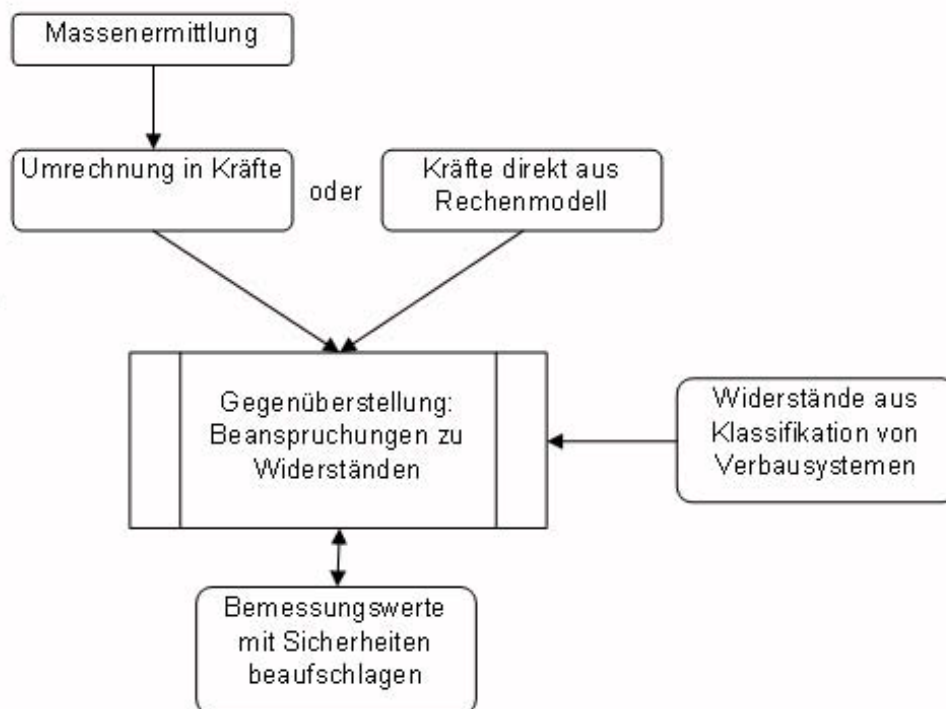 Massenermittlung
Umrechnung in Kräfte
oder
Kräfte direkt aus
Rechenmodell
Gegenüberstellung:
Beanspruchungen zu
Widerständen
Widerstände aus
Klassifikation von
Verbausystemen
Bemessungswerte
mit Sicherheiten
beaufschlagen